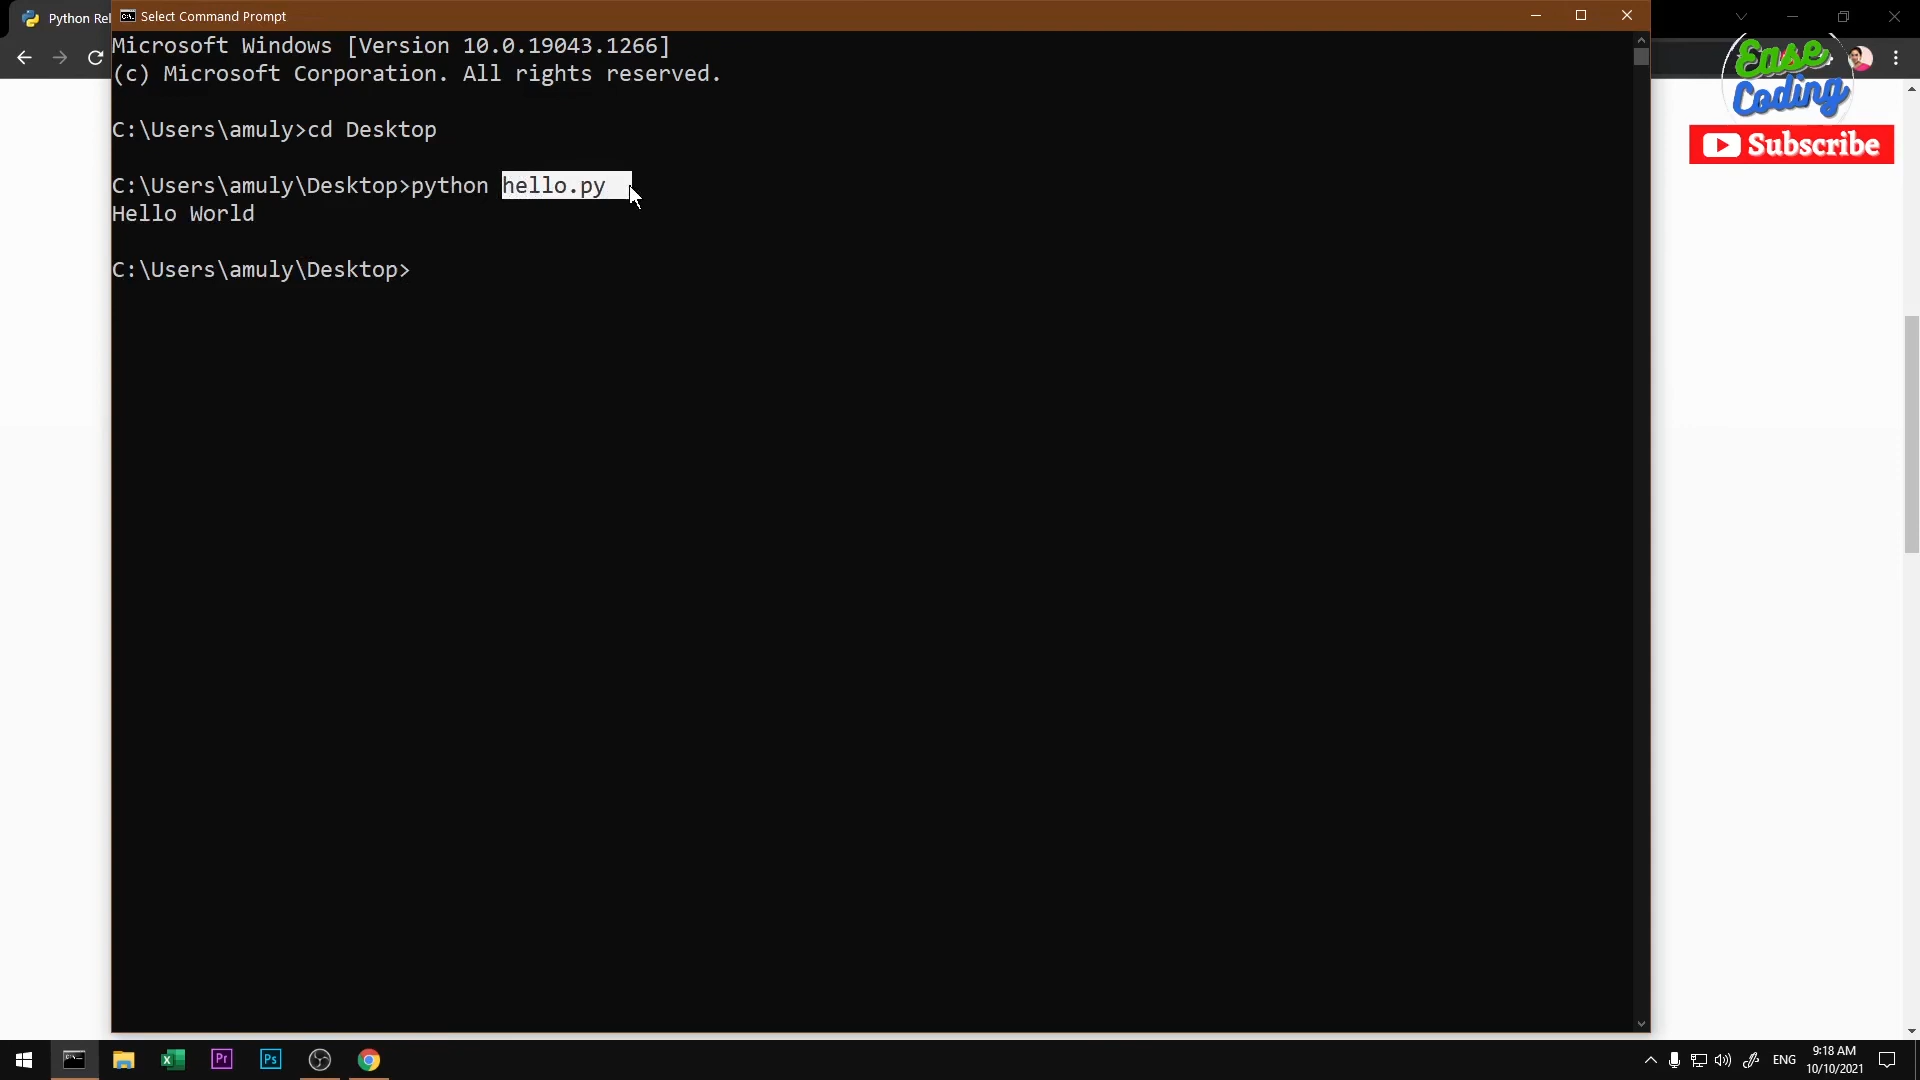 Python Rel
Select Command Prompt
Microsoft Windows [Version 10.0.19043.1266]
(c) Microsoft Corporation. All rights reserved.
C:\Users\amuly>cd Desktop
C:\Users\amuly\Desktop>python hello.py
Hello World
C:\Users\amuly\Desktop>
Ease
Coding
Subscribe
Pr
Ps
ENG
9:18 AM
10/10/2021